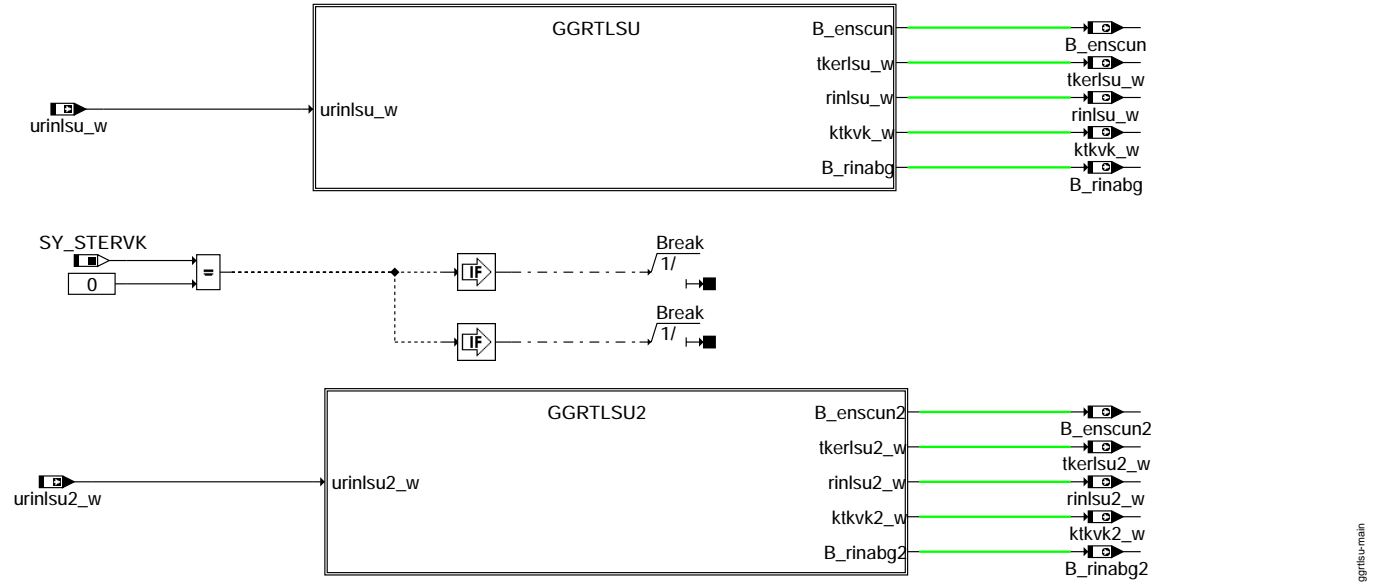 GGRTLSU
urinlsu_w
urinlsu_w
B_enscun
tkerlsu_w
rinlsu_w
ktkvk_w
B_rinabg
B_enscun
tkerlsu_w
rinlsu_w
ktkvk_w
B_rinabg
SY_STERVK
0
=
IF
Break
1/
IF
Break
1/
GGRTLSU2
urinlsu2_w
urinlsu2_w
B_enscun2
tkerlsu2_w
rinlsu2_w
ktkvk2_w
B_rinabg2
B_enscun2
tkerlsu2_w
rinlsu2_w
ktkvk2_w
B_rinabg2
ggrtlsu-main